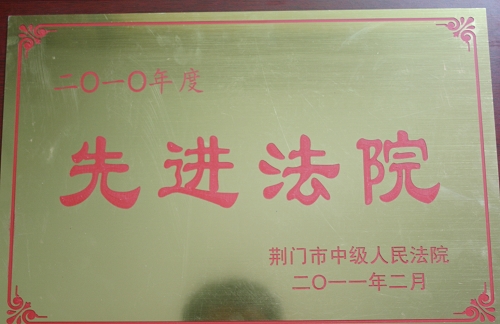 二〇一〇年度
先进法院
荆门市中级人民法院
二〇一一年二月